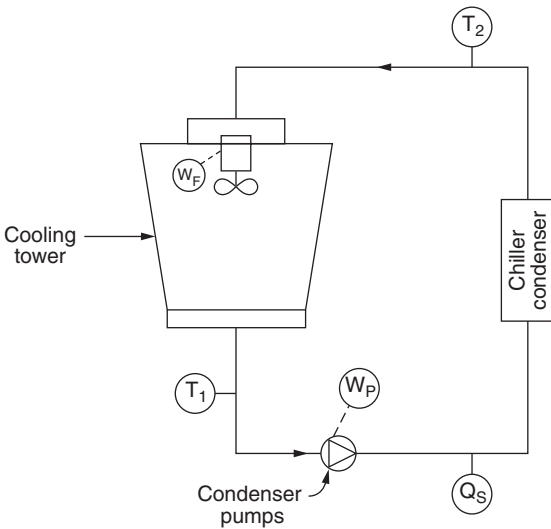 T2
WF
Cooling
tower
Chiller
condenser
T1
WP
Condenser
pumps
QS